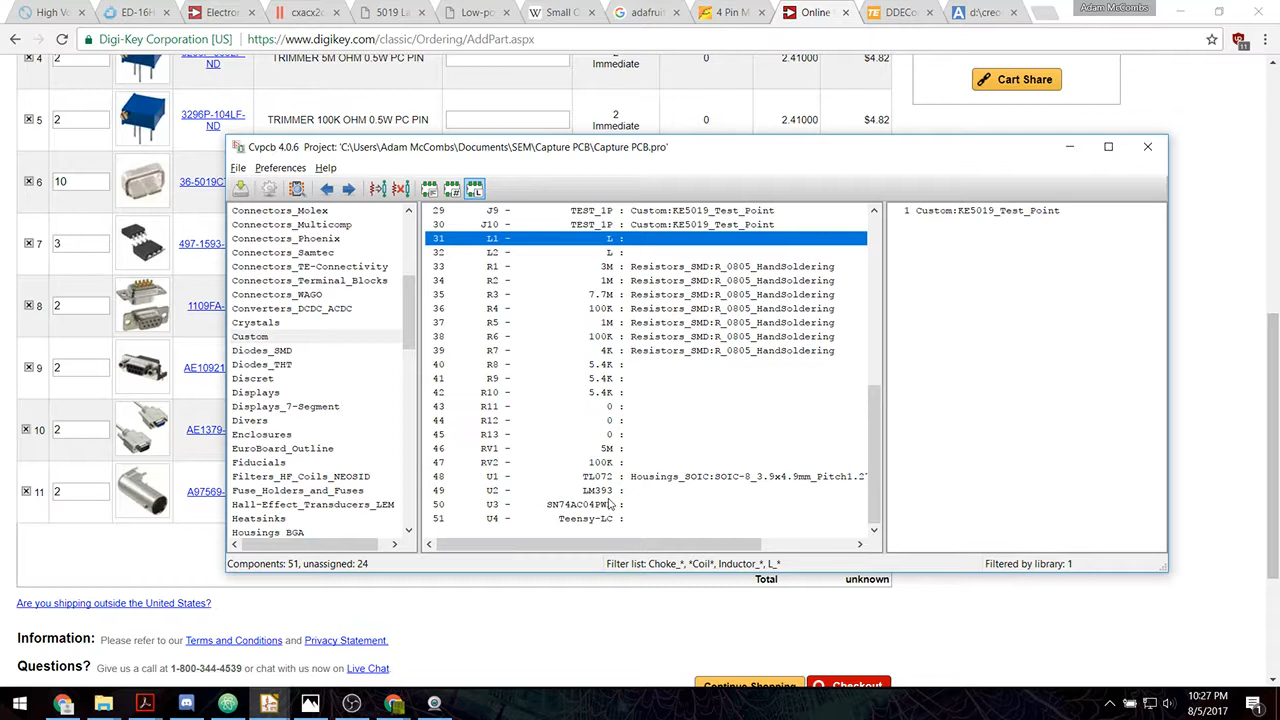 High V
ED-16H
Electron
cxacx2
5019 La
Low-po
Small C
adafrui
4 Pin M
Online
DDECo
a:\creo
Adam McCombs
Digi-Key Corporation [US] https://www.digikey.com/classic/Ordering/AddPart.aspx
11
4 2 ND TRIMMER 5M OHM 0.5W PC PIN Immediate 0 2.41000 $4.82
Cart Share
5 2 3296P-104LF-ND TRIMMER 100K OHM 0.5W PC PIN 2 Immediate 0 2.41000 $4.82
6 10 36-5019C
7 3 497-1593-
8 2 1109FA-
9 2 AE10921
10 2 AE1379-
11 2 A97569-
Cvpcb 4.0.6 Project: 'C:\Users\Adam McCombs\Documents\SEM\Capture PCB\Capture PCB.pro'
File Preferences Help
Connectors_Molex
Connectors_Multicomp
Connectors_Phoenix
Connectors_Samtec
Connectors_TE-Connectivity
Connectors_Terminal_Blocks
Connectors_WAGO
Converters_DCDC_ACDC
Crystals
Custom
Diodes_SMD
Diodes_THT
Discret
Displays
Displays_7-Segment
Divers
Enclosures
EuroBoard_Outline
Fiducials
Filters_HF_Coils_NEOSID
Fuse_Holders_and_Fuses
Hall-Effect_Transducers_LEM
Heatsinks
Housings_BGA
29 J9 - TEST_1P : Custom:KE5019_Test_Point
30 J10 - TEST_1P : Custom:KE5019_Test_Point
31 L1 - L :
32 L2 - L :
33 R1 - 3M : Resistors_SMD:R_0805_HandSoldering
34 R2 - 1M : Resistors_SMD:R_0805_HandSoldering
35 R3 - 7.7M : Resistors_SMD:R_0805_HandSoldering
36 R4 - 100K : Resistors_SMD:R_0805_HandSoldering
37 R5 - 1M : Resistors_SMD:R_0805_HandSoldering
38 R6 - 100K : Resistors_SMD:R_0805_HandSoldering
39 R7 - 4K : Resistors_SMD:R_0805_HandSoldering
40 R8 - 5.4K :
41 R9 - 5.4K :
42 R10 - 5.4K :
43 R11 - 0 :
44 R12 - 0 :
45 R13 - 0 :
46 RV1 - 5M :
47 RV2 - 100K :
48 U1 - TL072 : Housings_SOIC:SOIC-8_3.9x4.9mm_Pitch1.2
49 U2 - LM393 :
50 U3 - SN74AC04PW :
51 U4 - Teensy-LC :
1 Custom:KE5019_Test_Point
Components: 51, unassigned: 24
Filter list: Choke_*, *Coil*, Inductor_*, L_*
Filtered by library: 1
Total unknown
Are you shipping outside the United States?
Information: Please refer to our Terms and Conditions and Privacy Statement.
Questions? Give us a call at 1-800-344-4539 or chat with us now on Live Chat.
Continue Shopping
Checkout
10:27 PM
8/5/2017
1